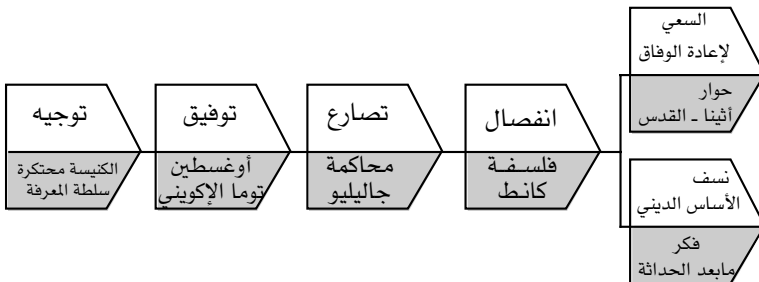 توجيه
الكنيسة محتكرة
سلطة المعرفة
توفيق
أوغسطين
توما الإكويني
تصارع
محاكمة
جاليليو
انفصال
فلسفة
كانط
السعي
لإعادة الوفاق
حوار
أثينا ـ القدس
نسف
الأساس الديني
فكر
مابعد الحداثة